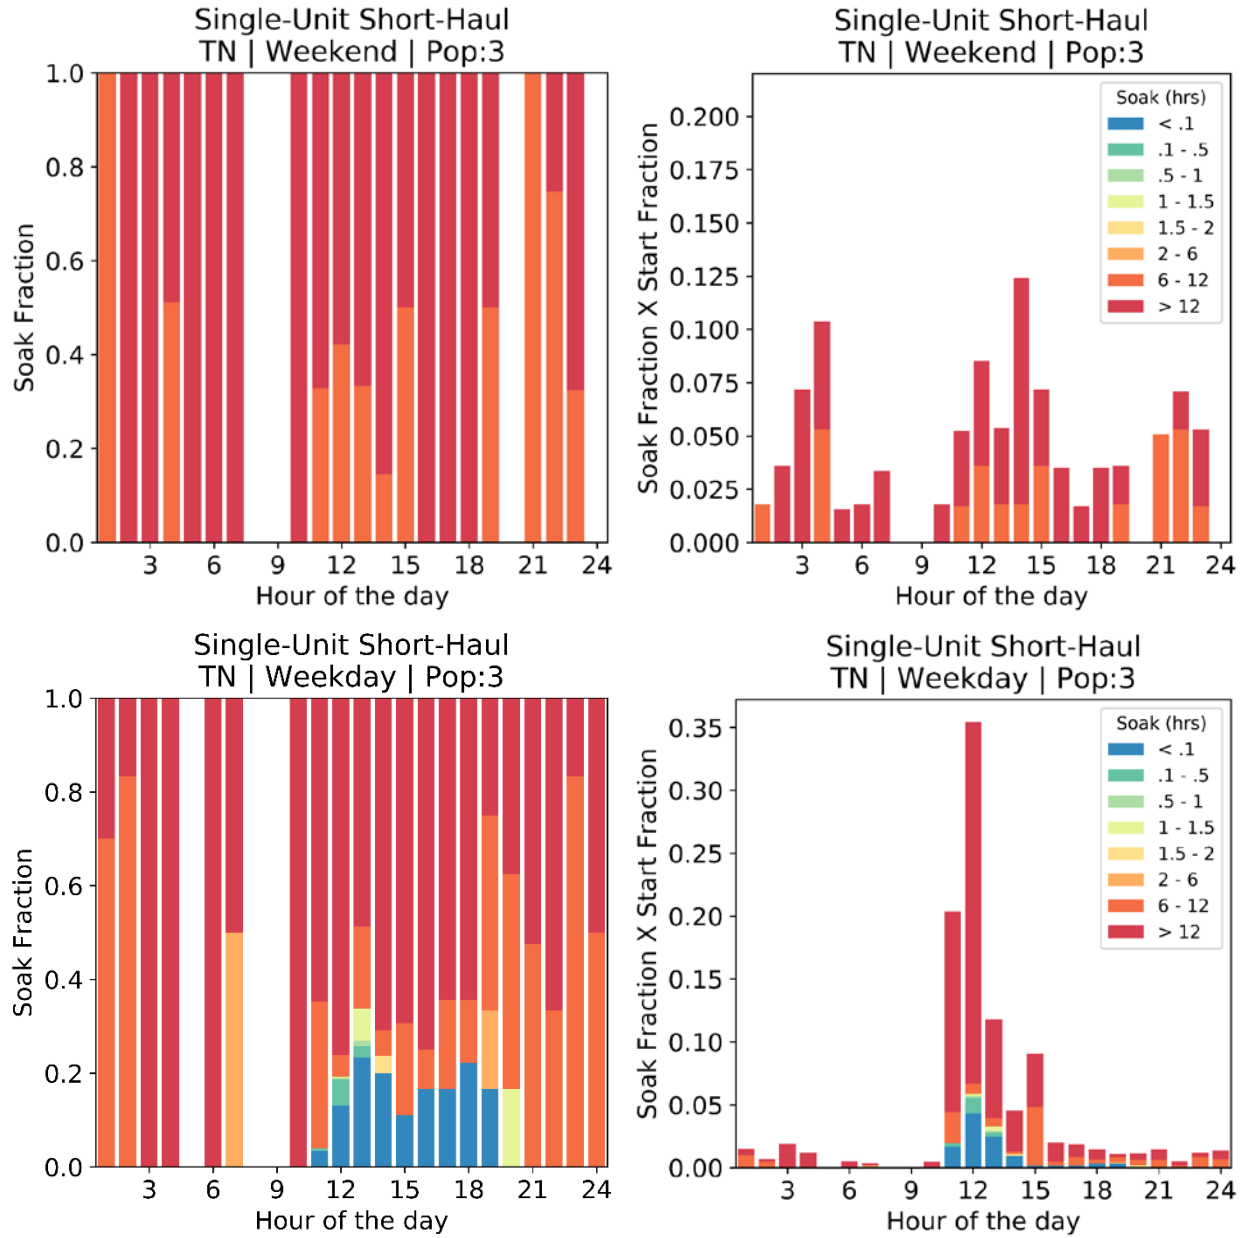 Single-Unit Short-Haul
TN | Weekend | Pop:3
1.0
0.8
0.6
0.4
0.2
0.0
Soak Fraction
3 6 9 12 15 18 21 24
Hour of the day
Single-Unit Short-Haul
TN | Weekend | Pop:3
0.200
0.175
0.150
0.125
0.100
0.075
0.050
0.025
0.000
Soak Fraction X Start Fraction
Soak (hrs)
< .1
.1 - .5
.5 - 1
1 - 1.5
1.5 - 2
2 - 6
6 - 12
> 12
3 6 9 12 15 18 21 24
Hour of the day
Single-Unit Short-Haul
TN | Weekday | Pop:3
1.0
0.8
0.6
0.4
0.2
0.0
Soak Fraction
3 6 9 12 15 18 21 24
Hour of the day
Single-Unit Short-Haul
TN | Weekday | Pop:3
0.35
0.30
0.25
0.20
0.15
0.10
0.05
0.00
Soak Fraction X Start Fraction
Soak (hrs)
< .1
.1 - .5
.5 - 1
1 - 1.5
1.5 - 2
2 - 6
6 - 12
> 12
3 6 9 12 15 18 21 24
Hour of the day